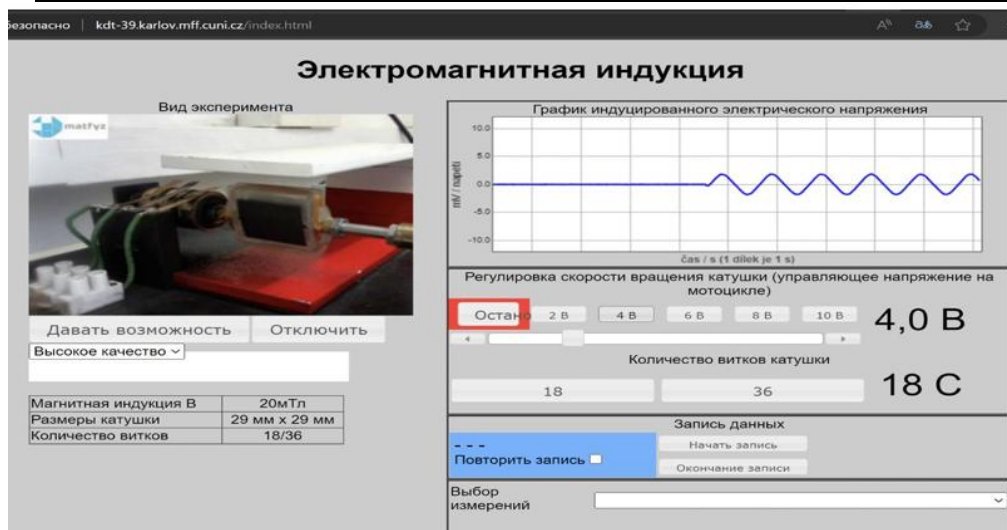 безопасно | kdt-39.karlov.mff.cuni.cz/index.html
Электромагнитная индукция
Вид эксперимента
matfyz
Давать возможность
Отключить
Высокое качество
Магнитная индукция В 20мТл
Размеры катушки 29 мм x 29 мм
Количество витков 18/36
График индуцированного электрического напряжения
10.0
5.0
0.0
-5.0
-10.0
mV / napětí
čas / s (1 dílek je 1 s)
Регулировка скорости вращения катушки (управляющее напряжение на
мотоцикле)
Остано 2 В 4 В 6 В 8 В 10 В 4,0 В
Количество витков катушки
18 36 18 С
Запись данных
- - -
Повторить запись
Начать запись
Окончание записи
Выбор
измерений